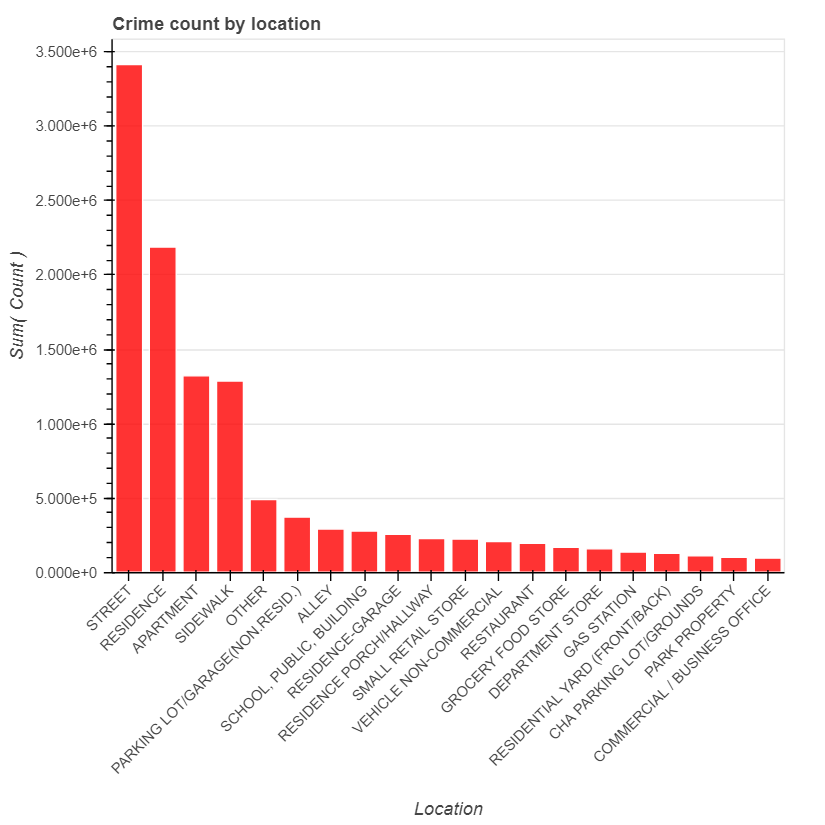 Crime count by location
3.500e+6
3.000e+6
2.500e+6
2.000e+6
1.500e+6
1.000e+6
5.000e+5
0.000e+0
Sum( Count )
STREET
RESIDENCE
APARTMENT
SIDEWALK
OTHER
PARKING LOT/GARAGE(NON.RESID.)
ALLEY
SCHOOL, PUBLIC, BUILDING
RESIDENCE-GARAGE
RESIDENCE PORCH/HALLWAY
SMALL RETAIL STORE
VEHICLE NON-COMMERCIAL
RESTAURANT
GROCERY FOOD STORE
DEPARTMENT STORE
GAS STATION
RESIDENTIAL YARD (FRONT/BACK)
CHA PARKING LOT/GROUNDS
PARK PROPERTY
COMMERCIAL / BUSINESS OFFICE
Location